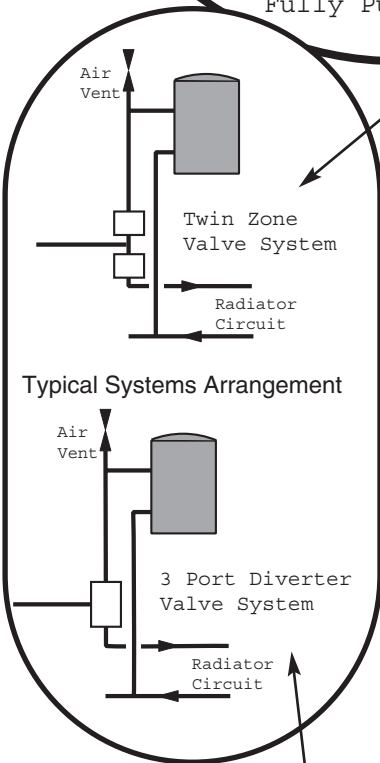 Fully
Air
Vent
Twin Zone
Valve System
Radiator
Circuit
Typical Systems Arrangement
Air
Vent
3 Port Diverter
Valve System
Radiator
Circuit